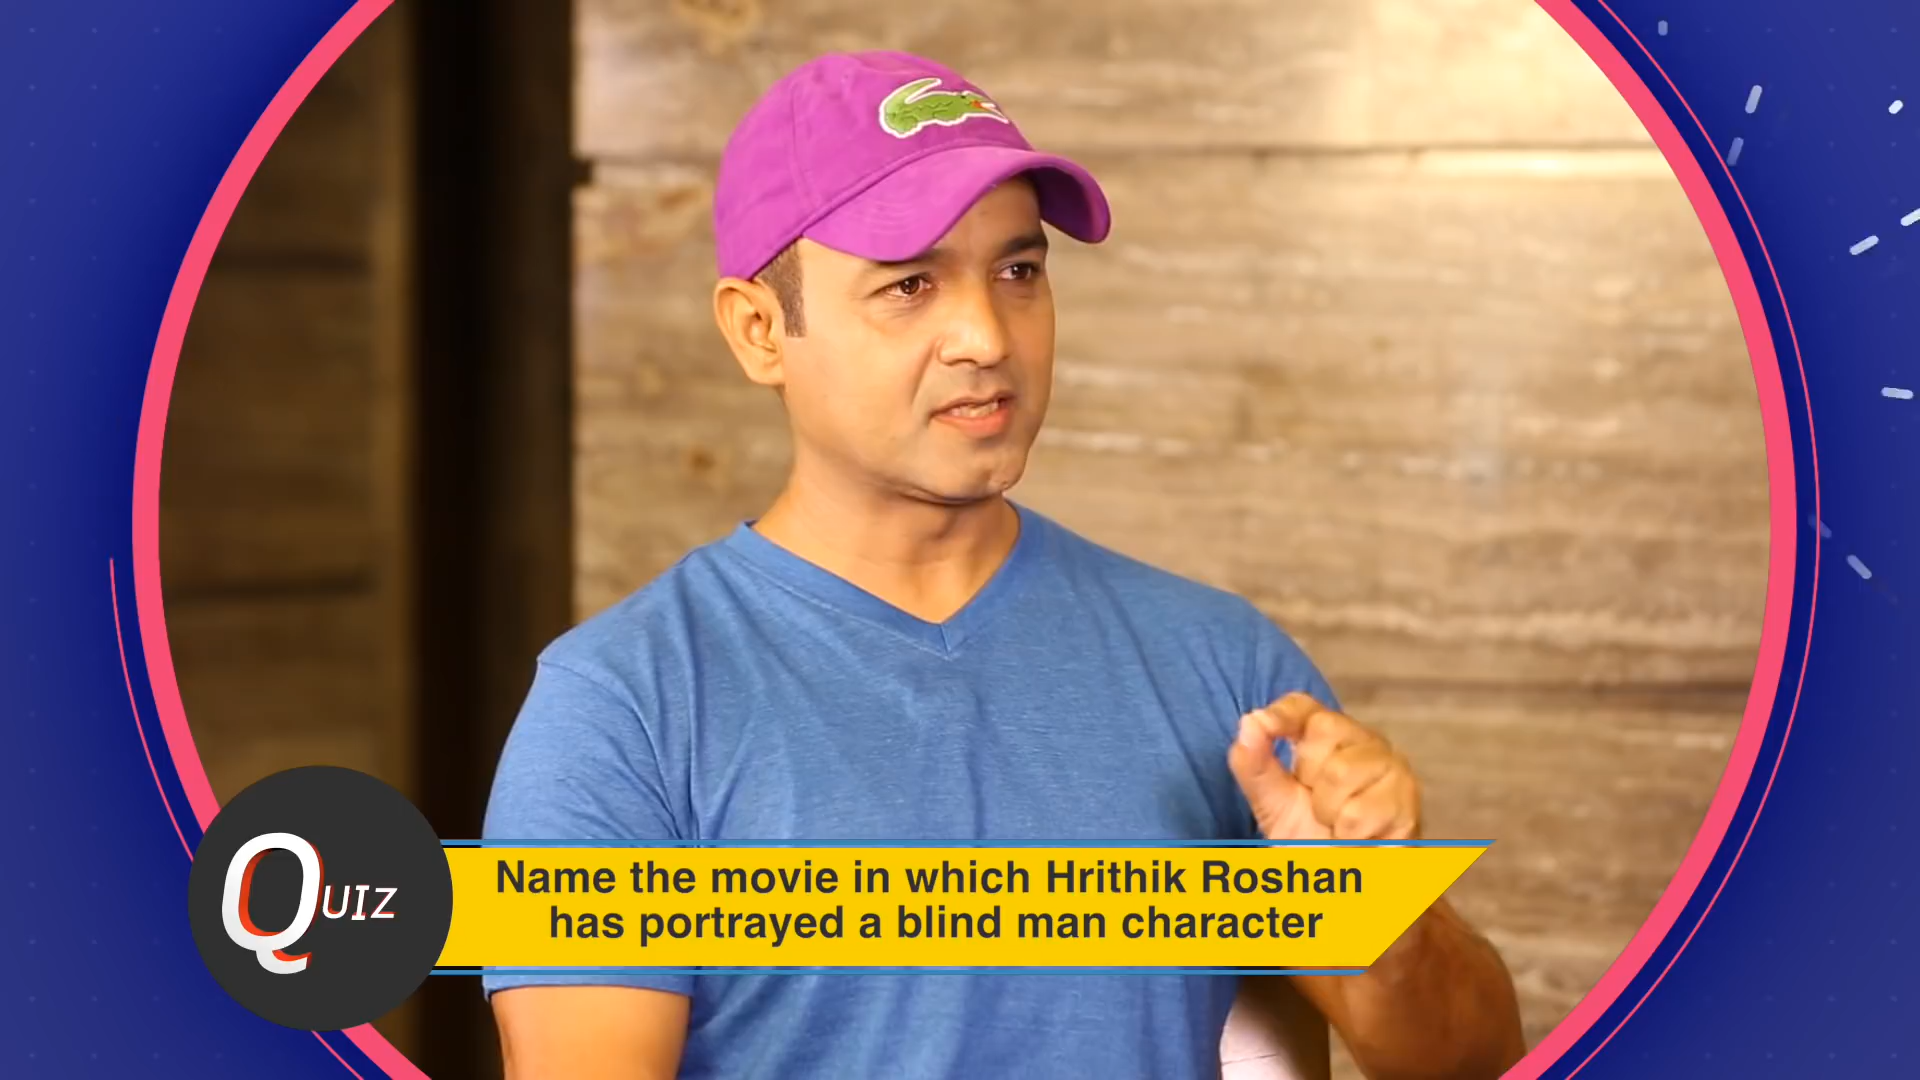 Quiz
Name the movie in which Hrithik Roshan
has portrayed a blind man character